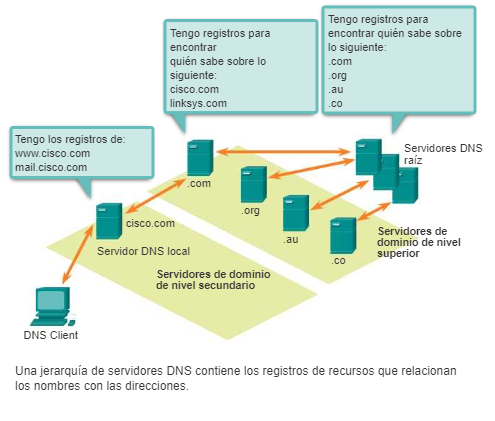 Tengo registros para
encontrar
quién sabe sobre lo
siguiente:
cisco.com
linksys.com
Tengo registros para
encontrar quién sabe sobre
lo siguiente:
.com
.org
.au
.co
Tengo los registros de:
www.cisco.com
mail.cisco.com
Servidores DNS
raíz
.com
.org
.au
.co
cisco.com
Servidor DNS local
Servidores de
dominio de nivel
superior
Servidores de dominio
de nivel secundario
DNS Client
Una jerarquía de servidores DNS contiene los registros de recursos que relacionan
los nombres con las direcciones.